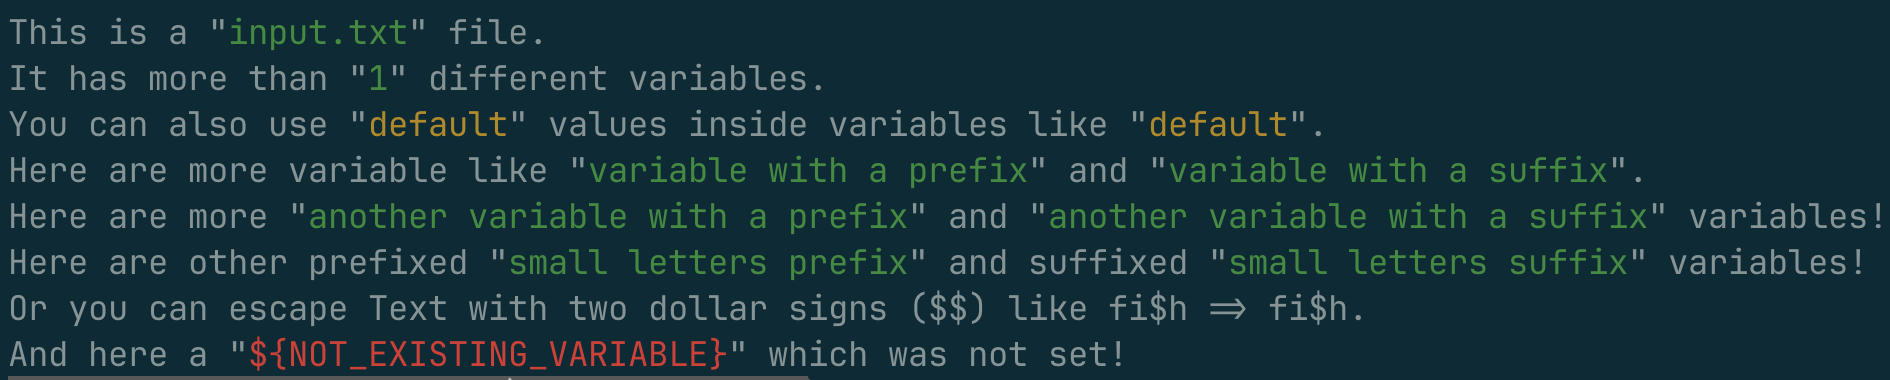 This is a "input.txt" file.
It has more than "1" different variables.
You can also use "default" values inside variables like "default".
Here are more variable like "variable with a prefix" and "variable with a suffix".
Here are more "another variable with a prefix" and "another variable with a suffix" variables!
Here are other prefixed "small letters prefix" and suffixed "small letters suffix" variables!
Or you can escape Text with two dollar signs ($$) like fi$h => fi$h.
And here a "${NOT_EXISTING_VARIABLE}" which was not set!